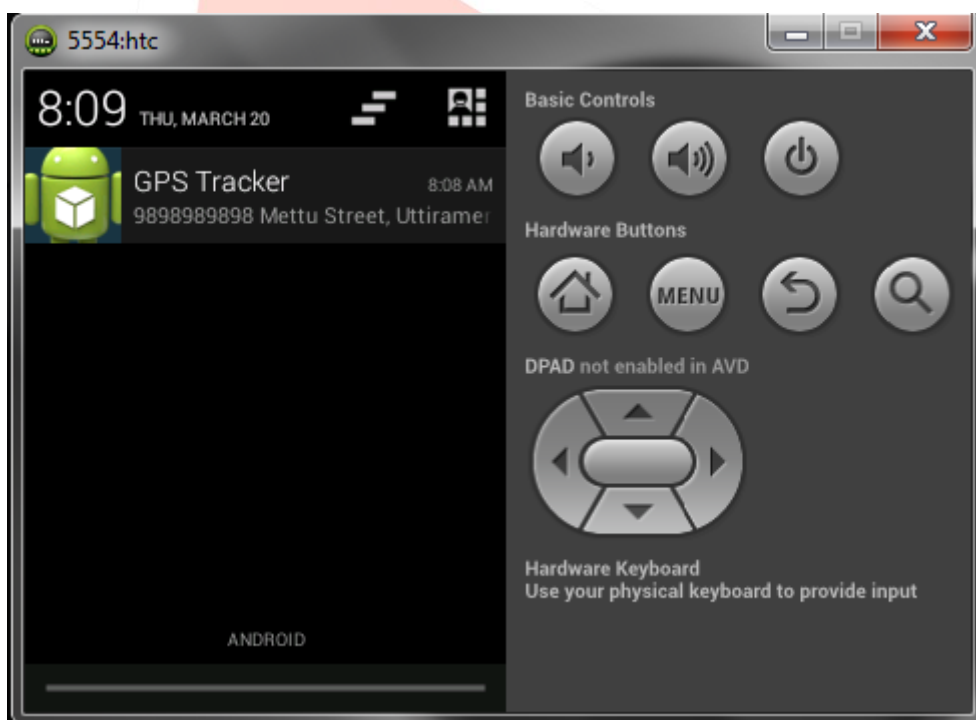 5554:htc
8:09 THU, MARCH 20
GPS Tracker 8:08 AM
9898989898 Mettu Street, Uttiramer
ANDROID
Basic Controls
Hardware Buttons
MENU
DPAD not enabled in AVD
Hardware Keyboard
Use your physical keyboard to provide input